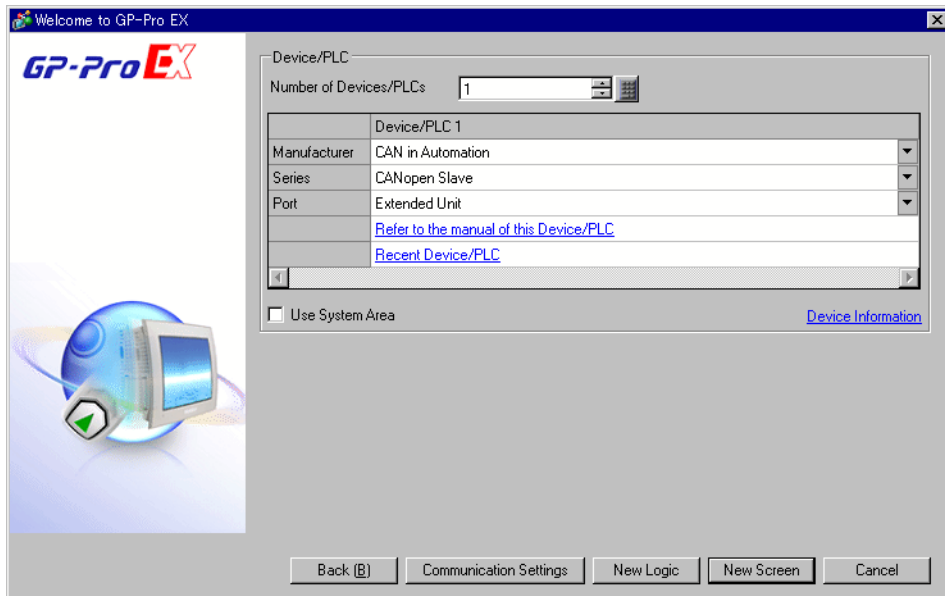 Welcome to GP-Pro EX
GP-Pro EX
Device/PLC
Number of Devices/PLCs 1
Device/PLC 1
Manufacturer CAN in Automation
Series CANopen Slave
Port Extended Unit
Refer to the manual of this Device/PLC
Recent Device/PLC
Use System Area Device Information
Back (B) Communication Settings New Logic New Screen Cancel